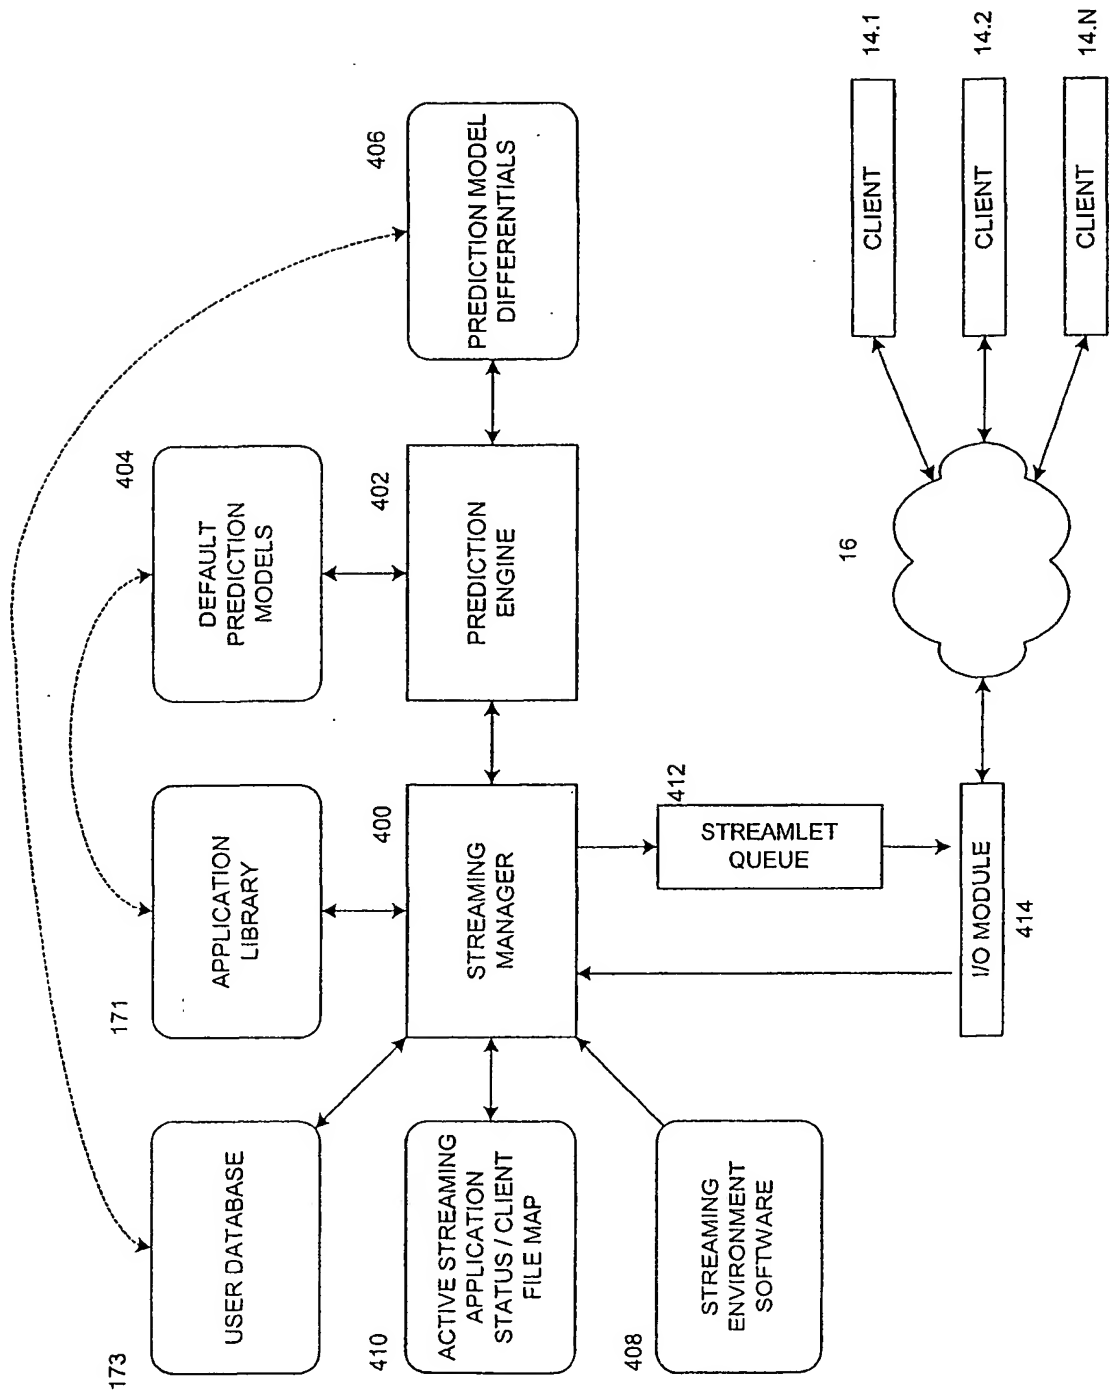 173
USER DATABASE
171
APPLICATION
LIBRARY
DEFAULT
PREDICTION
MODELS
404
410
ACTIVE STREAMING
APPLICATION
STATUS / CLIENT
FILE MAP
STREAMING
MANAGER
400
PREDICTION
ENGINE
402
PREDICTION MODEL
DIFFERENTIALS
406
408
STREAMING
ENVIRONMENT
SOFTWARE
STREAMLET
QUEUE
412
I/O MODULE
414
16
CLIENT
14.1
CLIENT
14.2
CLIENT
14.N